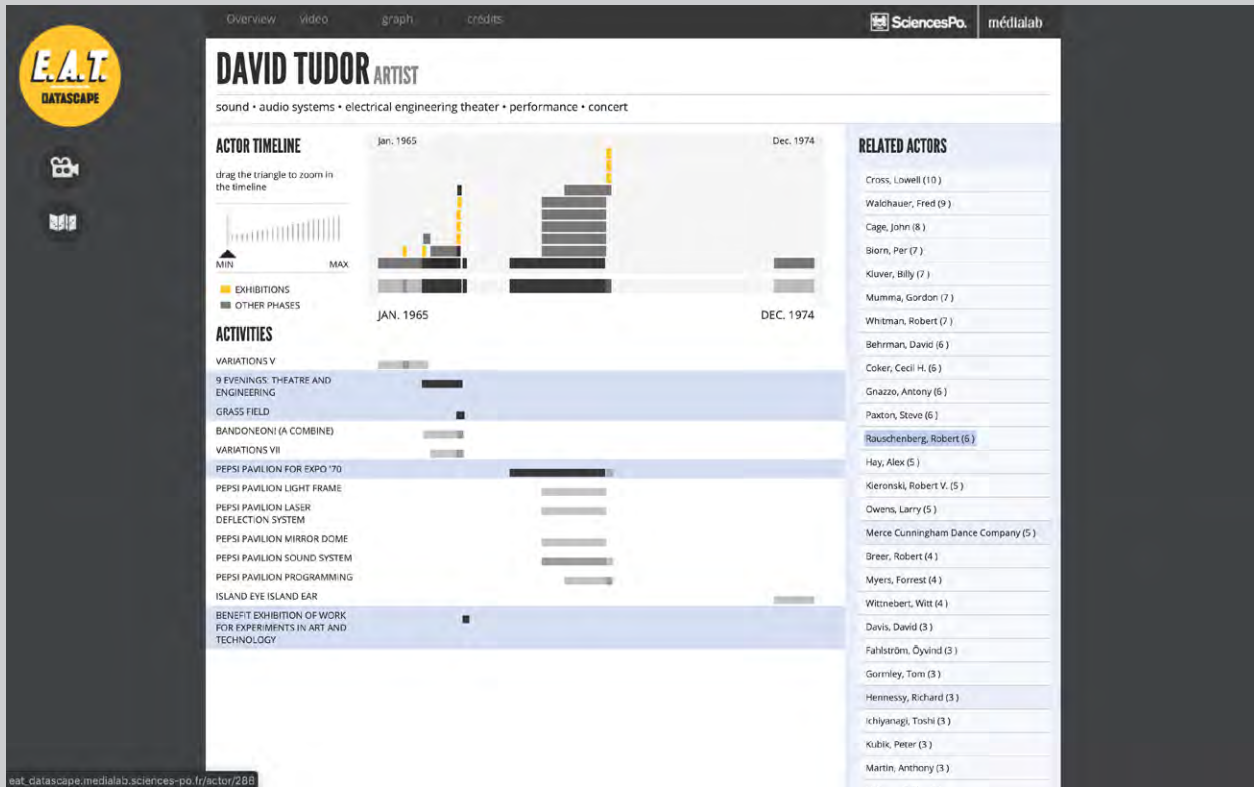 Overview video graph crédits
SciencesPo. médialab
E.A.T.
DATASCAPE
DAVID TUDOR ARTIST
sound • audio systems • electrical engineering theater • performance • concert
ACTOR TIMELINE
drag the triangle to zoom in
the timeline
MIN MAX
EXHIBITIONS
OTHER PHASES
Jan. 1965 Dec. 1974
JAN. 1965 DEC. 1974
ACTIVITIES
VARIATIONS V
9 EVENINGS: THEATRE AND
ENGINEERING
GRASS FIELD
BANDONEON! (A COMBINE)
VARIATIONS VII
PEPSI PAVILION FOR EXPO '70
PEPSI PAVILION LIGHT FRAME
PEPSI PAVILION LASER
DEFLECTION SYSTEM
PEPSI PAVILION MIRROR DOME
PEPSI PAVILION SOUND SYSTEM
PEPSI PAVILION PROGRAMMING
ISLAND EYE ISLAND EAR
BENEFIT EXHIBITION OF WORK
FOR EXPERIMENTS IN ART AND
TECHNOLOGY
RELATED ACTORS
Cross, Lowell (10 )
Waldhauer, Fred (9 )
Cage, John (8 )
Biorn, Per (7 )
Kluver, Billy (7 )
Mumma, Gordon (7 )
Whitman, Robert (7 )
Behrman, David (6 )
Coker, Cecil H. (6 )
Gnazzo, Antony (6 )
Paxton, Steve (6 )
Rauschenberg, Robert (6 )
Hay, Alex (5 )
Kieronski, Robert V. (5 )
Owens, Larry (5 )
Merce Cunningham Dance Company (5 )
Breer, Robert (4 )
Myers, Forrest (4 )
Wittnebert, Witt (4 )
Davis, David (3 )
Fahlström, Öyvind (3 )
Gormley, Tom (3 )
Hennessy, Richard (3 )
Ichiyanagi, Toshi (3 )
Kubik, Peter (3 )
Martin, Anthony (3 )
eat_datascape.medialab.sciences-po.fr/actor/288